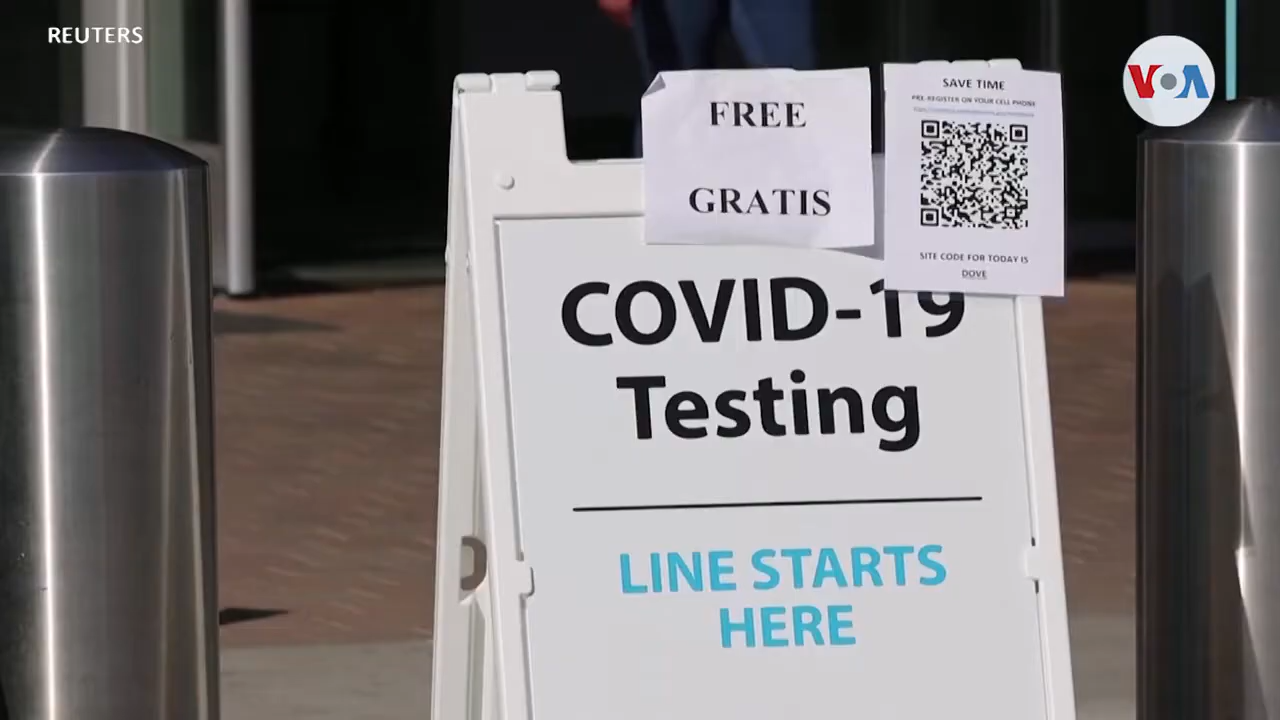 REUTERS
VOA
FREE
GRATIS
SAVE TIME
PRE-REGISTER ON YOUR CELL PHONE
SITE CODE FOR TODAY IS
DOVE
COVID-19
Testing
LINE STARTS
HERE